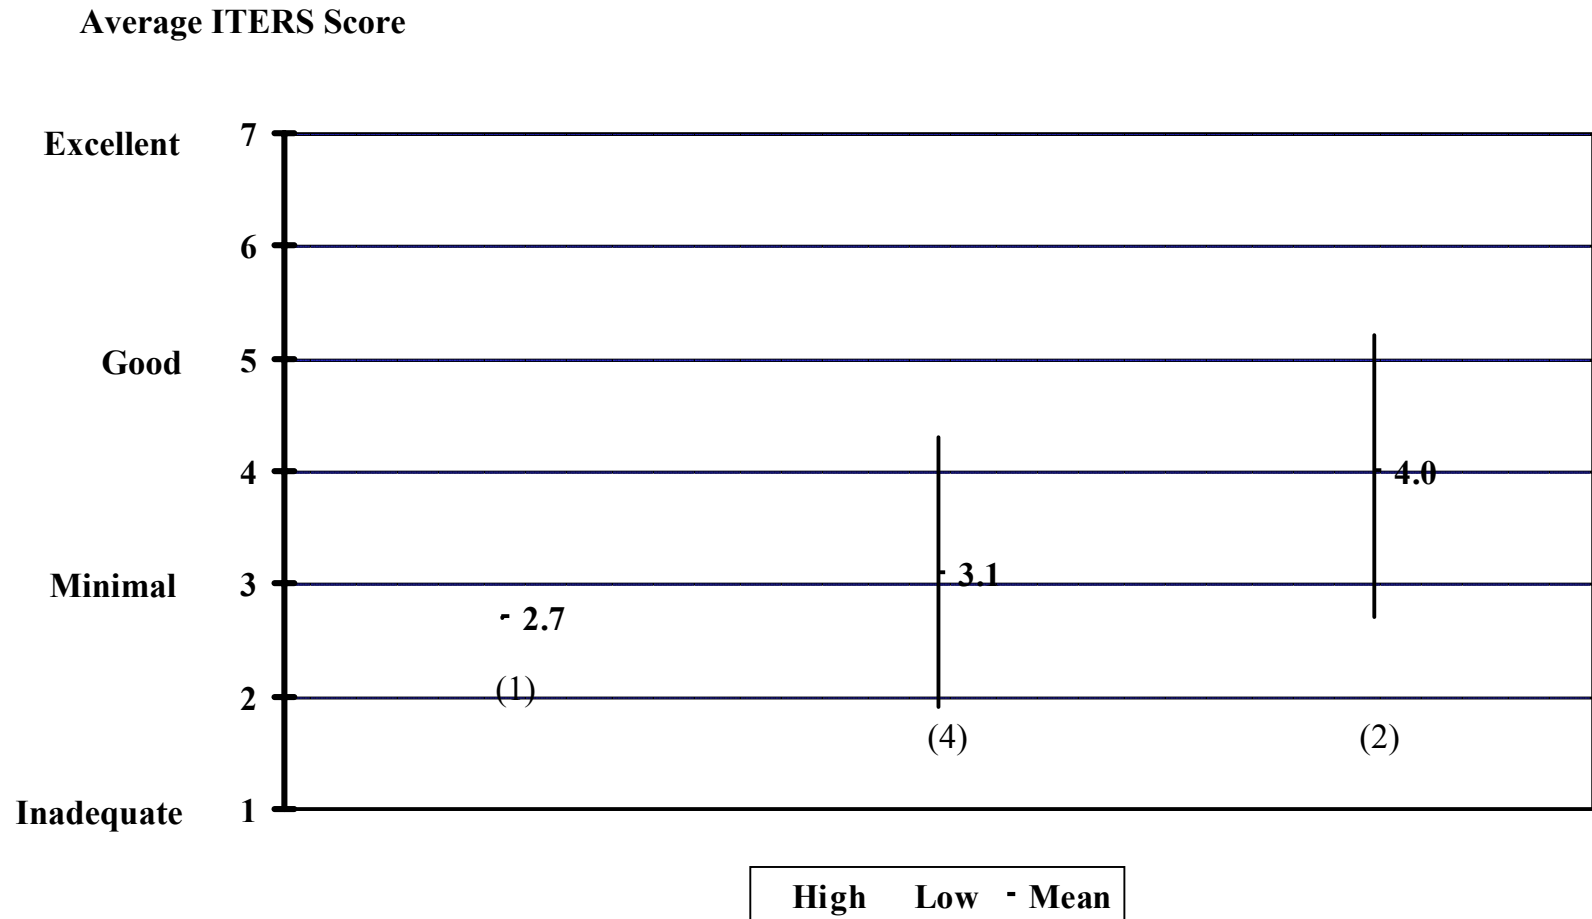 Average ITERS Score
Excellent 7
6
Good 5
4 4.0
Minimal 3 3.1
2.7
2 (1)
(4) (2)
Inadequate 1
High Low - Mean